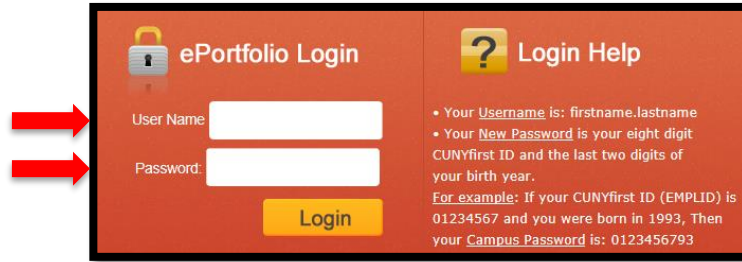 ePortfolio Login
User Name
Password:
Login
? Login Help
• Your Username is: firstname.lastname
• Your New Password is your eight digit
CUNYfirst ID and the last two digits of
your birth year.
For example: If your CUNYfirst ID (EMPLID) is
01234567 and you were born in 1993, Then
your Campus Password is: 0123456793